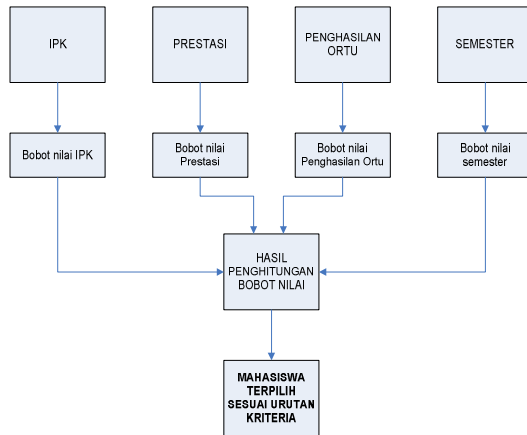 IPK
PRESTASI
PENGHASILAN
ORTU
SEMESTER
Bobot nilai IPK
Bobot nilai
Prestasi
Bobot nilai
Penghasilan Ortu
Bobot nilai
semester
HASIL
PENGHITUNGAN
BOBOT NILAI
MAHASISWA
TERPILIH
SESUAI URUTAN
KRITERIA